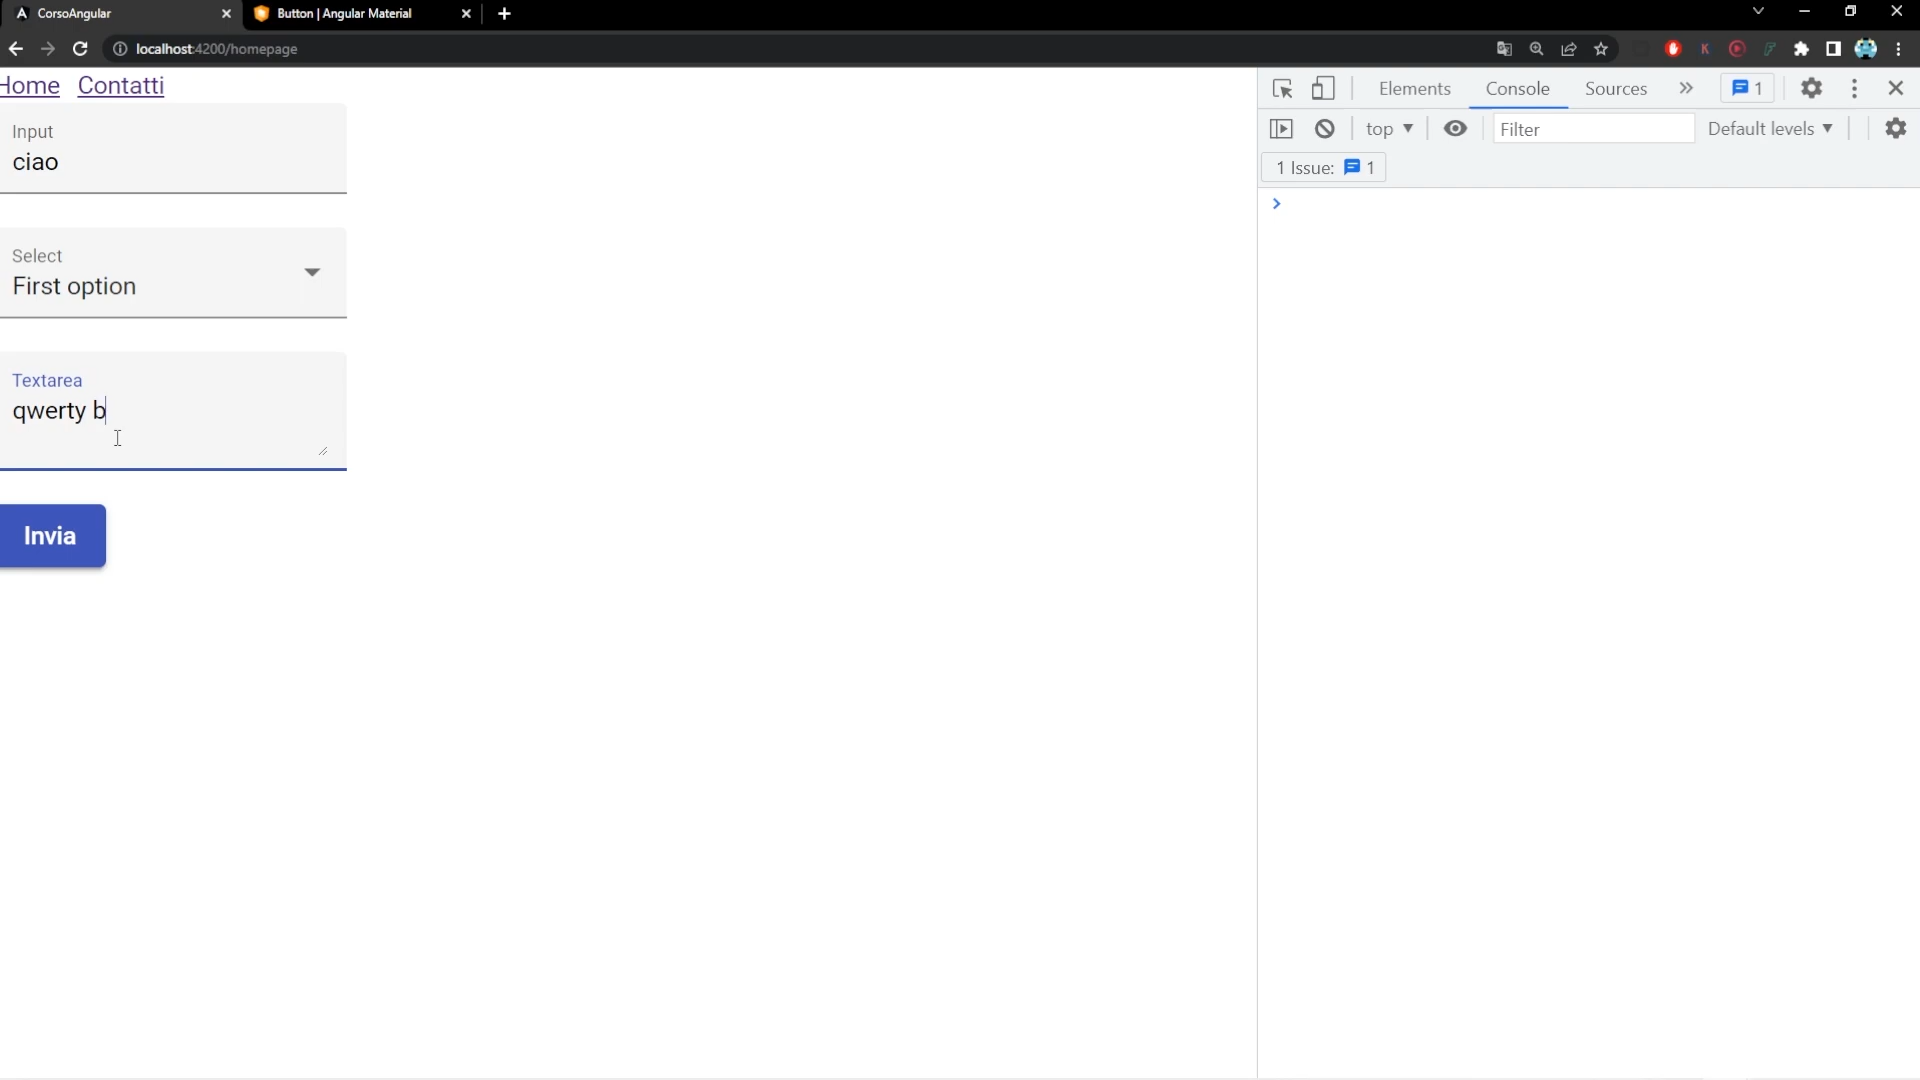 CorsoAngular
Button | Angular Material
localhost:4200/homepage
Home Contatti
Input
ciao
Select
First option
Textarea
qwerty b
Invia
Elements Console Sources 1
top Filter Default levels
1 Issue: 1